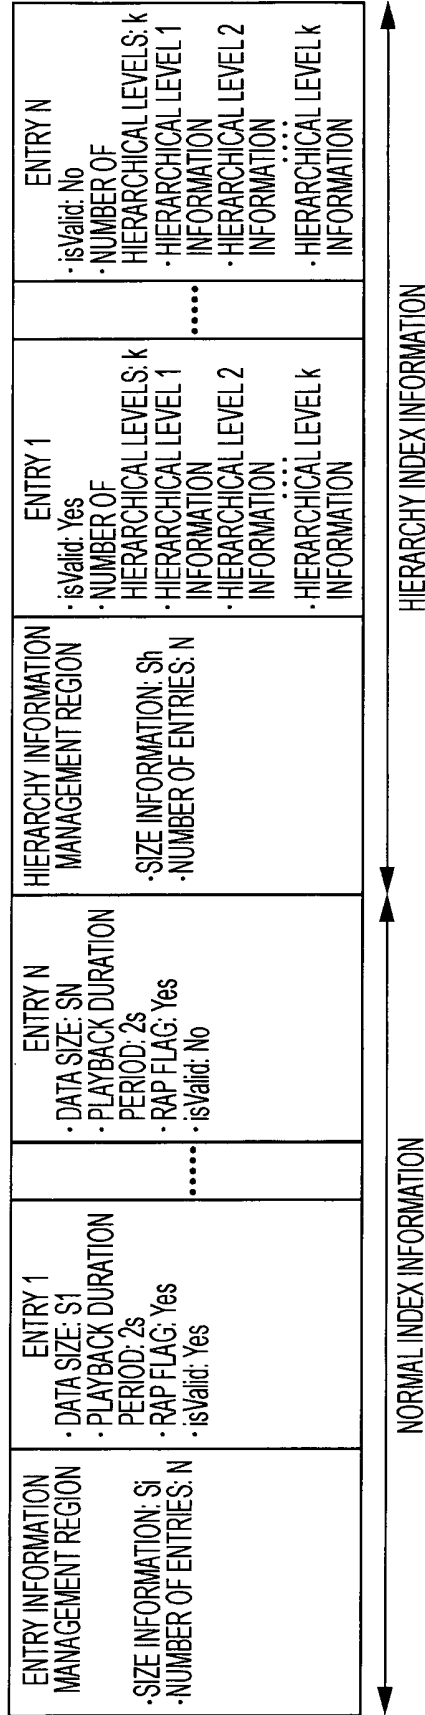 ENTRY INFORMATION
MANAGEMENT REGION
·SIZE INFORMATION: Si
·NUMBER OF ENTRIES: N
ENTRY 1
· DATA SIZE: S1
· PLAYBACK DURATION
PERIOD: 2s
· RAP FLAG: Yes
· isValid: Yes
......
ENTRY N
· DATA SIZE: SN
· PLAYBACK DURATION
PERIOD: 2s
· RAP FLAG: Yes
· isValid: No
HIERARCHY INFORMATION
MANAGEMENT REGION
·SIZE INFORMATION: Sh
·NUMBER OF ENTRIES: N
ENTRY 1
· isValid: Yes
· NUMBER OF
HIERARCHICAL LEVELS: k
· HIERARCHICAL LEVEL 1
INFORMATION
· HIERARCHICAL LEVEL 2
INFORMATION
....
· HIERARCHICAL LEVEL k
INFORMATION
......
ENTRY N
· isValid: No
· NUMBER OF
HIERARCHICAL LEVELS: k
· HIERARCHICAL LEVEL 1
INFORMATION
· HIERARCHICAL LEVEL 2
INFORMATION
....
· HIERARCHICAL LEVEL k
INFORMATION
NORMAL INDEX INFORMATION
HIERARCHY INDEX INFORMATION